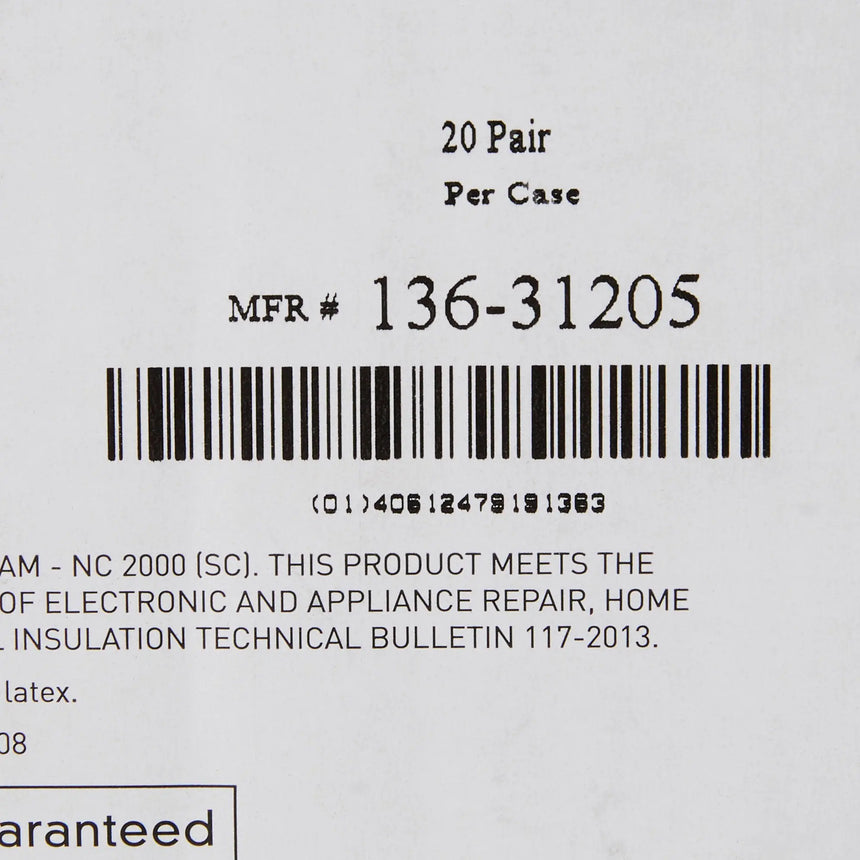 20 Pair
Per Case
MFR # 136-31205
(01)40612479191363
AM - NC 2000 (SC). THIS PRODUCT MEETS THE
OF ELECTRONIC AND APPLIANCE REPAIR, HOME
L INSULATION TECHNICAL BULLETIN 117-2013.
latex.
08
aranteed